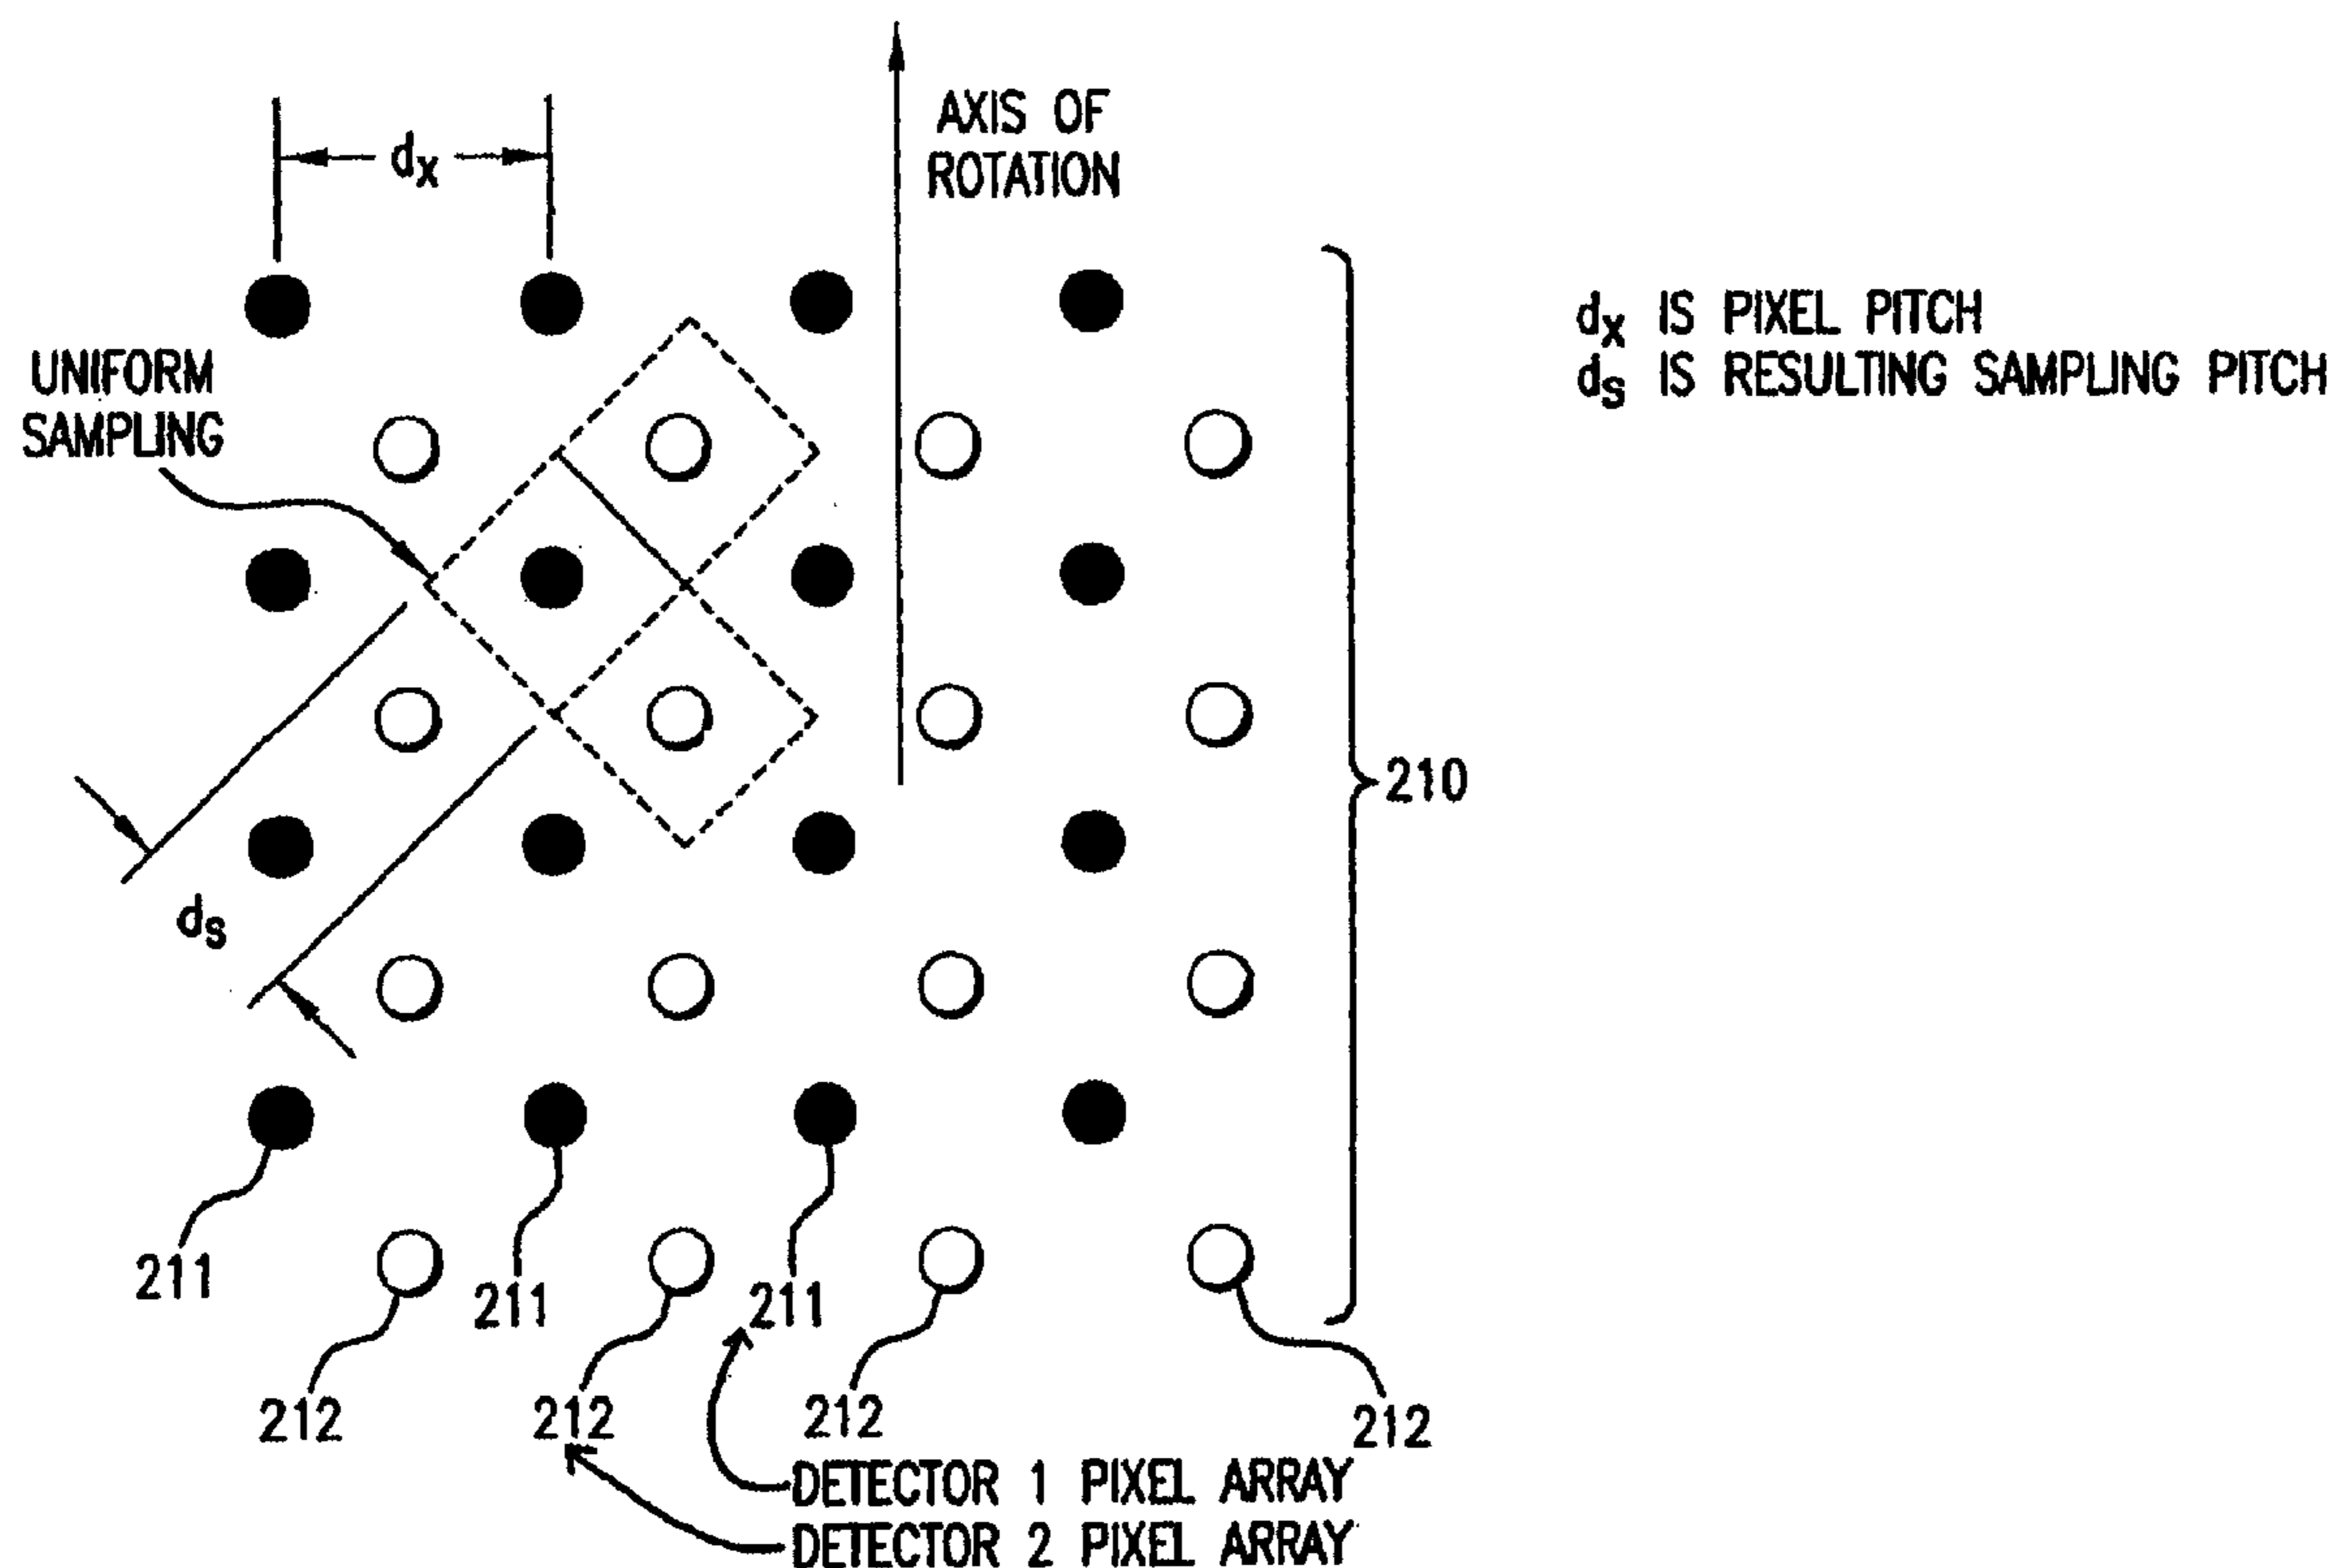 AXIS OF
ROTATION
dx
dx IS PIXEL PITCH
ds IS RESULTING SAMPLING PITCH
UNIFORM
SAMPLING
210
ds
211
211
211
212
212
212
212
DETECTOR 1 PIXEL ARRAY
DETECTOR 2 PIXEL ARRAY